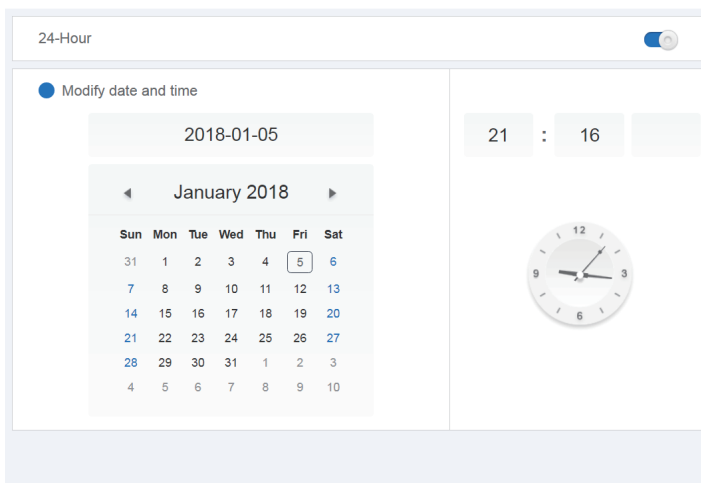 24-Hour
Modify date and time
2018-01-05
21 : 16
January 2018
Sun Mon Tue Wed Thu Fri Sat
31 1 2 3 4 5 6
7 8 9 10 11 12 13
14 15 16 17 18 19 20
21 22 23 24 25 26 27
28 29 30 31 1 2 3
4 5 6 7 8 9 10
12
9 3
6